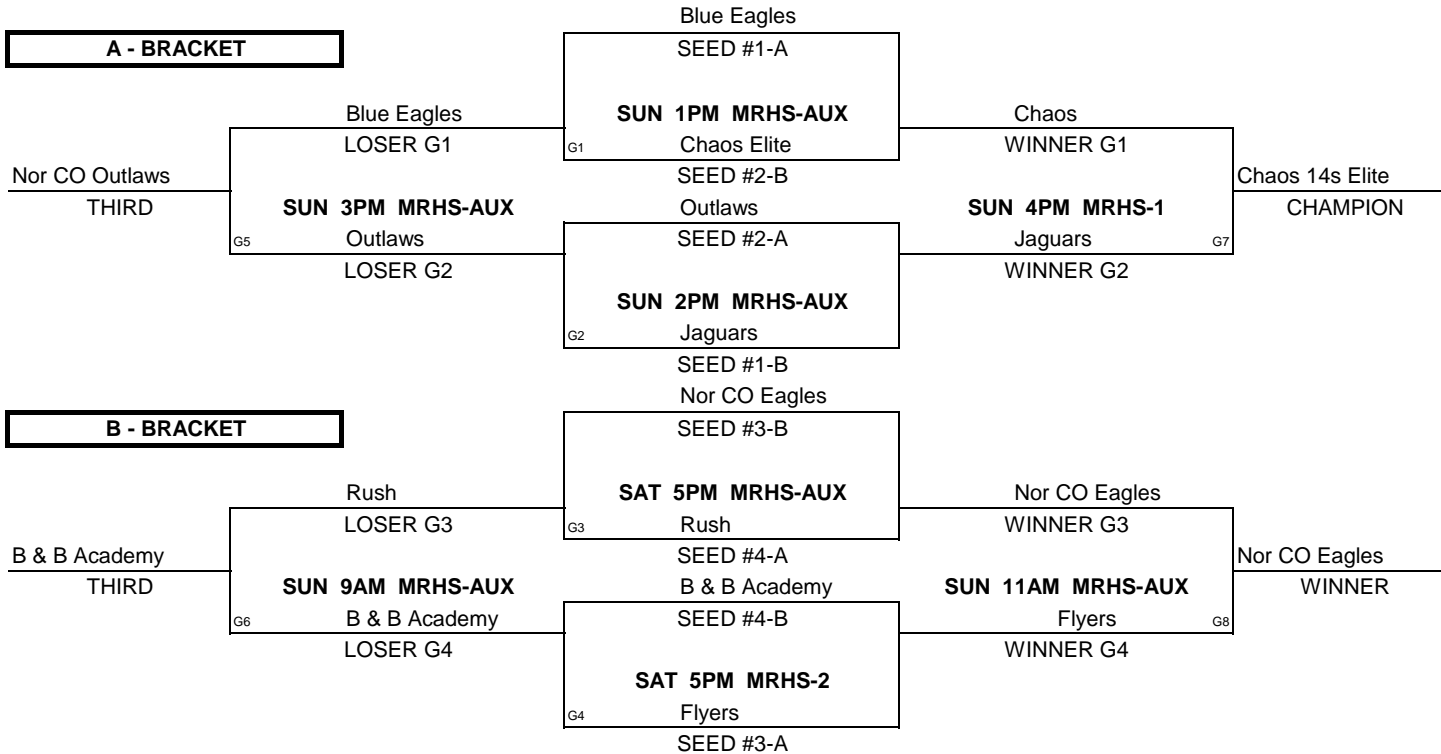 Blue Eagles
A - BRACKET
SEED #1-A
Blue Eagles
SUN 1PM MRHS-AUX
Chaos
LOSER G1
G1
Chaos Elite
WINNER G1
Nor CO Outlaws
SEED #2-B
Chaos 14s Elite
THIRD
SUN 3PM MRHS-AUX
Outlaws
SUN 4PM MRHS-1
CHAMPION
G5
Outlaws
SEED #2-A
Jaguars
G7
LOSER G2
WINNER G2
SUN 2PM MRHS-AUX
G2
Jaguars
SEED #1-B
Nor CO Eagles
B - BRACKET
SEED #3-B
Rush
SAT 5PM MRHS-AUX
Nor CO Eagles
LOSER G3
G3
Rush
WINNER G3
B & B Academy
SEED #4-A
Nor CO Eagles
THIRD
SUN 9AM MRHS-AUX
B & B Academy
SUN 11AM MRHS-AUX
WINNER
G6
B & B Academy
SEED #4-B
Flyers
G8
LOSER G4
WINNER G4
SAT 5PM MRHS-2
G4
Flyers
SEED #3-A